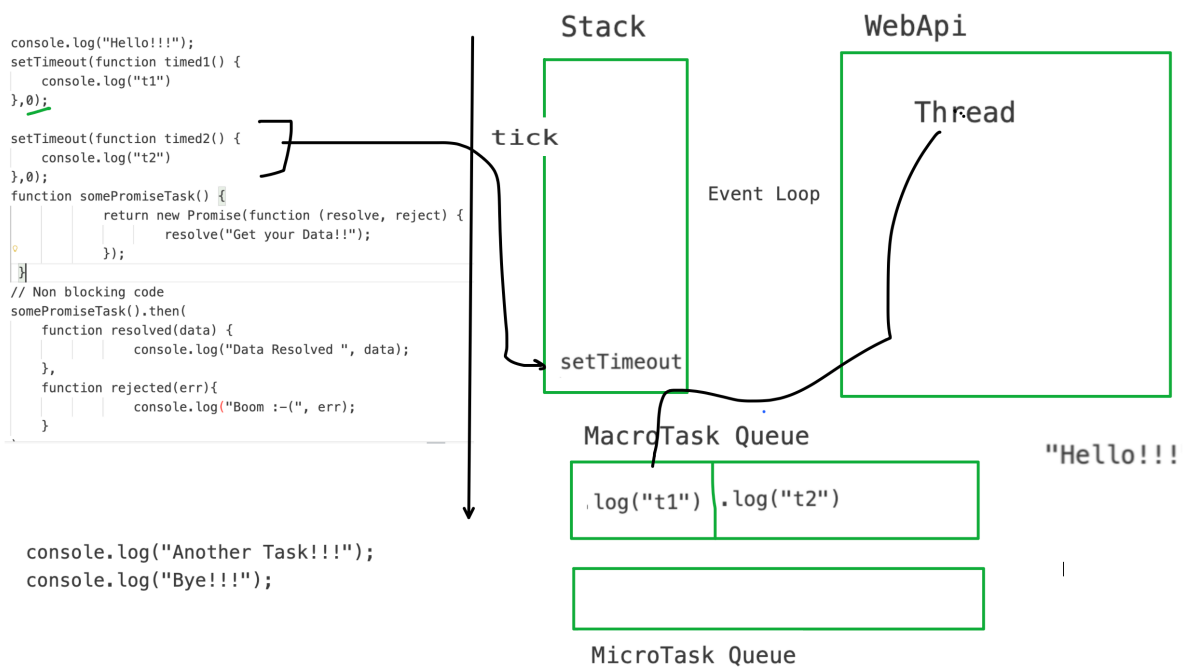 console.log("Hello!!!");
setTimeout(function timed1() {
console.log("t1")
},0);
setTimeout(function timed2() {
console.log("t2")
},0);
function somePromiseTask() {
return new Promise(function (resolve, reject) {
resolve("Get your Data!!");
});
}
// Non blocking code
somePromiseTask().then(
function resolved(data) {
console.log("Data Resolved ", data);
},
function rejected(err){
console.log("Boom :-(", err);
}
console.log("Another Task!!!");
console.log("Bye!!!");
tick
Stack
setTimeout
Event Loop
WebApi
Thread
MacroTask Queue
.log("t1")
.log("t2")
MicroTask Queue
"Hello!!!